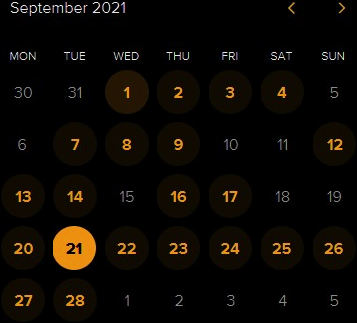 September 2021
MON TUE WED THU FRI SAT SUN
30 31 1 2 3 4 5
6 7 8 9 10 11 12
13 14 15 16 17 18 19
20 21 22 23 24 25 26
27 28 1 2 3 4 5